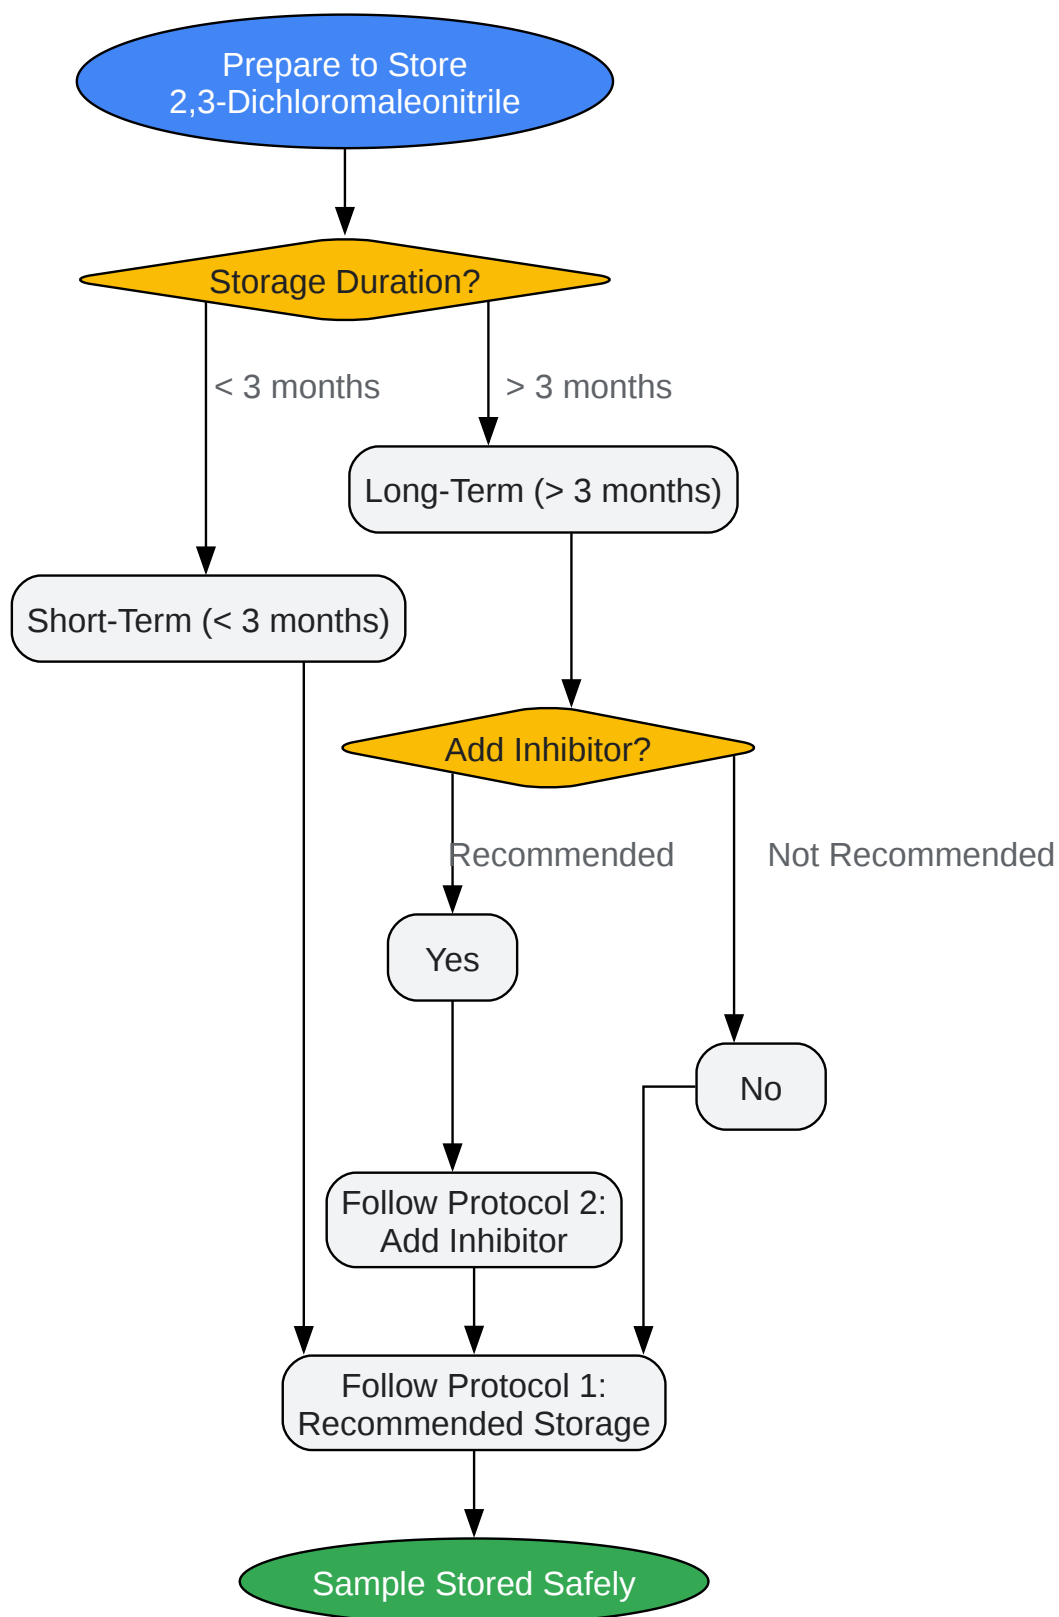 Prepare to Store
2,3-Dichloromaleonitrile
Storage Duration?
< 3 months
> 3 months
Long-Term (> 3 months)
Short-Term (< 3 months)
Add Inhibitor?
Recommended
Not Recommended
Yes
No
Follow Protocol 2:
Add Inhibitor
Follow Protocol 1:
Recommended Storage
Sample Stored Safely